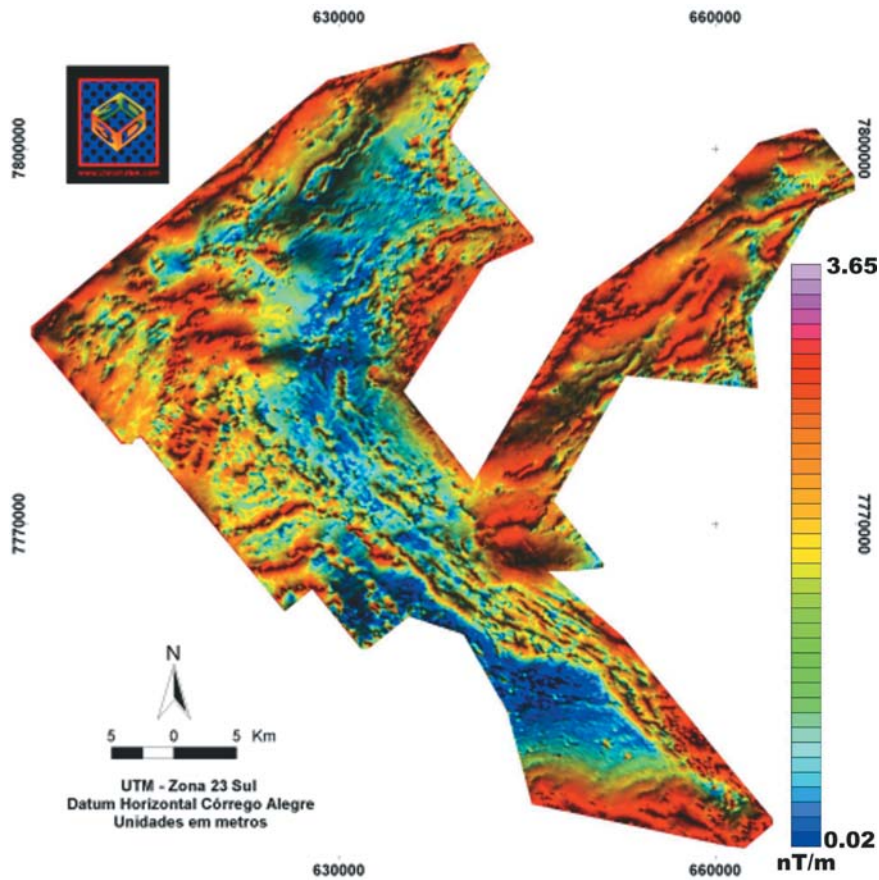 630000
660000
7800000
7800000
3.65
7770000
7770000
N
5 0 5 Km
UTM - Zona 23 Sul
Datum Horizontal Córrego Alegre
Unidades em metros
0.02
nT/m
630000
660000